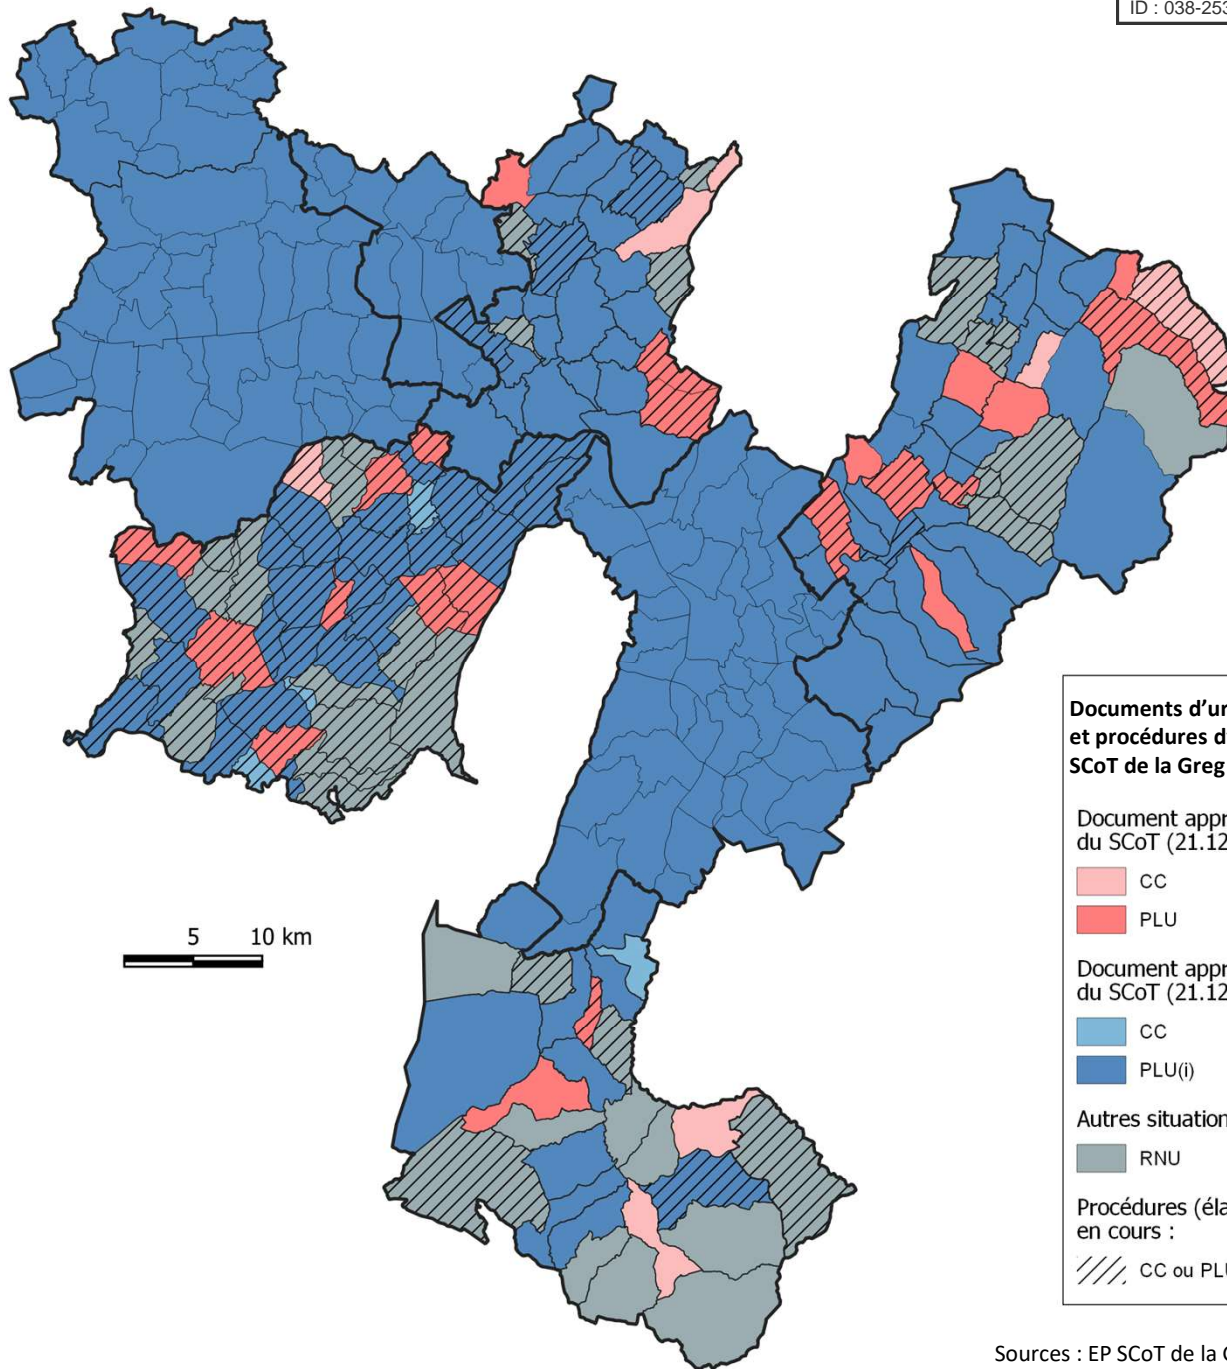 ID : 038-253
Documents d'ur
et procédures d'
SCoT de la Greg
Document appr
du SCoT (21.12
CC
PLU
Document appr
du SCoT (21.12
CC
PLU(i)
Autres situation
RNU
Procédures (éla
en cours :
CC ou PLU
5 10 km
Sources : EP SCoT de la G